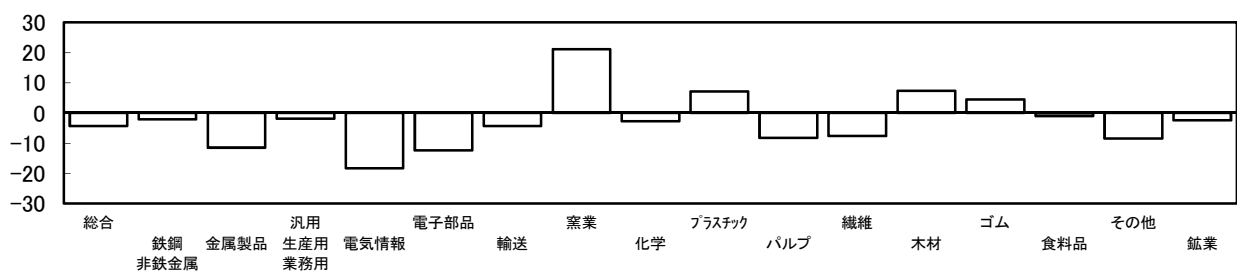 30
20
10
0
-10
-20
-30
総合
鉄鋼
非鉄金属
金属製品
汎用
生産用
業務用
電気情報
電子部品
輸送
窯業
化学
ﾌﾟﾗｽﾁｯｸ
パルプ
繊維
木材
ゴム
食料品
その他
鉱業